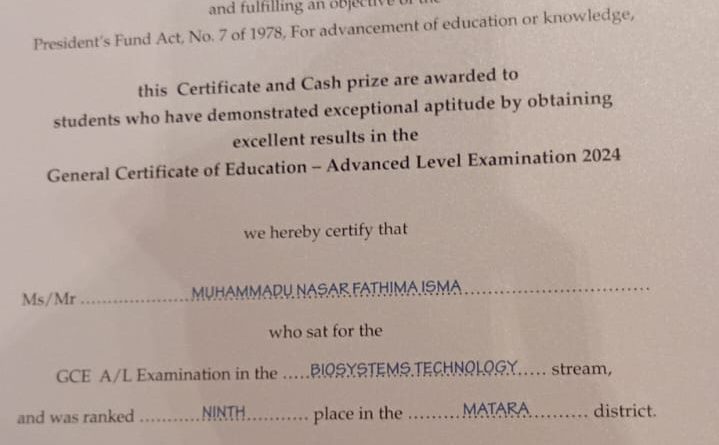 and fulfilling an objective of the
President's Fund Act, No. 7 of 1978, For advancement of education or knowledge,
this Certificate and Cash prize are awarded to
students who have demonstrated exceptional aptitude by obtaining
excellent results in the
General Certificate of Education – Advanced Level Examination 2024
we hereby certify that
Ms/Mr ..................... MUHAMMADU NASAR FATHIMA ISMA ...................................
who sat for the
GCE A/L Examination in the ..... BIOSYSTEMS TECHNOLOGY ..... stream,
and was ranked ............ NINTH ............ place in the ......... MATARA .......... district.